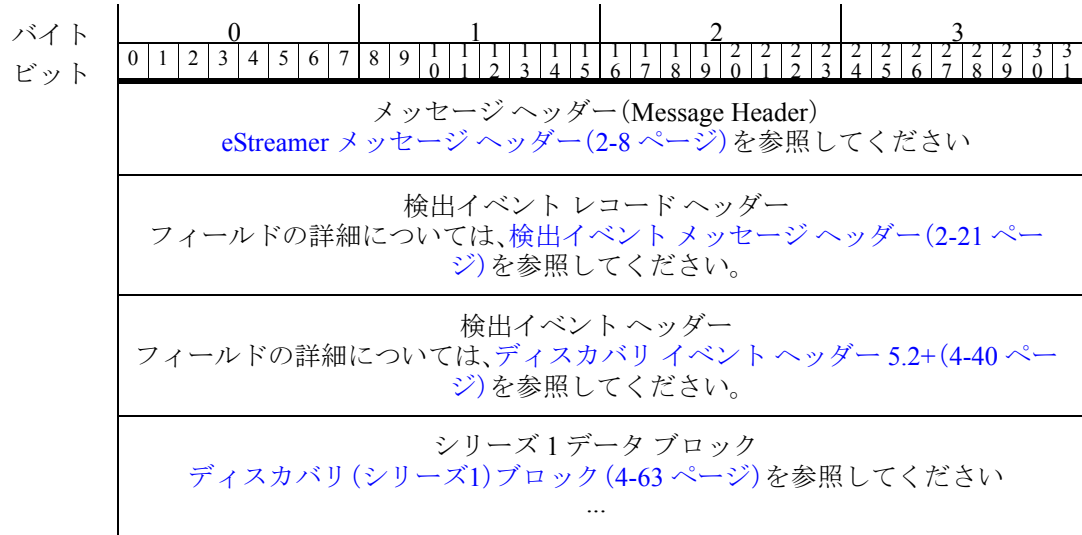 バイト 0 1 2 3
ビット 0 1 2 3 4 5 6 7 8 9 10 11 12 13 14 15 16 17 18 19 20 21 22 23 24 25 26 27 28 29 30 31
メッセージ ヘッダー(Message Header)
eStreamer メッセージ ヘッダー(2-8 ページ)を参照してください
検出イベント レコード ヘッダー
フィールドの詳細については、検出イベント メッセージ ヘッダー(2-21 ペー
ジ)を参照してください。
検出イベント ヘッダー
フィールドの詳細については、ディスカバリ イベント ヘッダー 5.2+(4-40 ペー
ジ)を参照してください。
シリーズ 1 データ ブロック
ディスカバリ(シリーズ1)ブロック(4-63 ページ)を参照してください
...